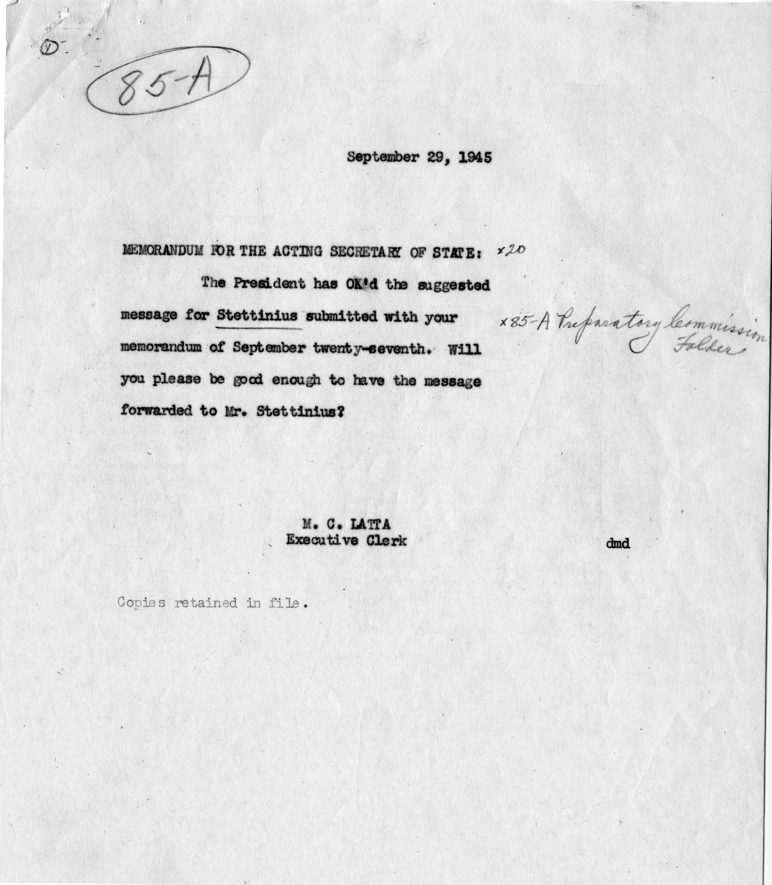 85-A
September 29, 1945
MEMORANDUM FOR THE ACTING SECRETARY OF STATE: x20
The President has OK'd the suggested
message for Stettinius submitted with your
x85-A Preparatory Commission
Folder
memorandum of September twenty-seventh. Will
you please be good enough to have the message
forwarded to Mr. Stettinius?
M. C. LATTA
Executive Clerk
dmd
Copies retained in file.